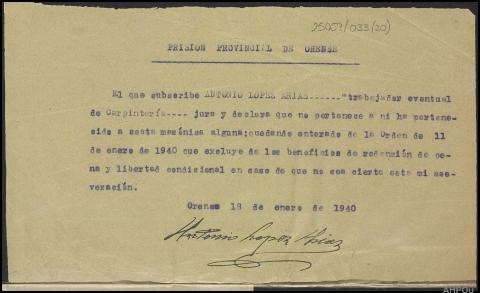 25057/033/20)
PRISION PROVINCIAL DE ORENSE
El que subscribe ANTONIO LOPEZ ARIAS------"trabajador eventual
de Carpintería---- jura y declara que no pertenece a ni ha pertene-
cido a secta masónica alguna;quedando enterado de la Orden de 11
de enero de 1940 que excluye de los beneficios de redención de pe-
na y libertad condicional en caso de que no sea cierta esta mi ase-
veración.
Orense 18 de enero de 1940
Antonio Lopez Arias
AHPOu